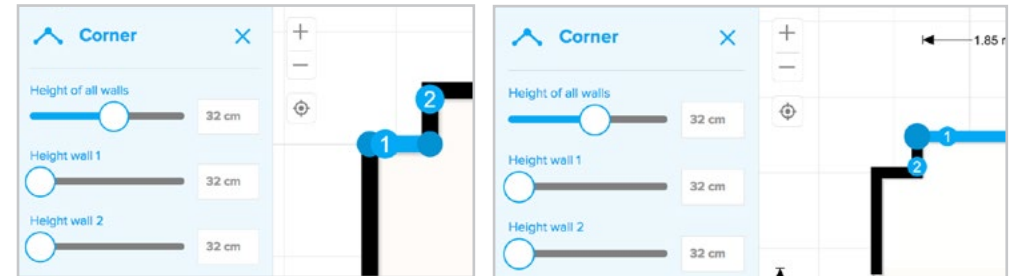 Corner
Height of all walls
32 cm
Height wall 1
32 cm
Height wall 2
32 cm
2
1
Corner
Height of all walls
32 cm
Height wall 1
32 cm
Height wall 2
32 cm
1.85
1
2